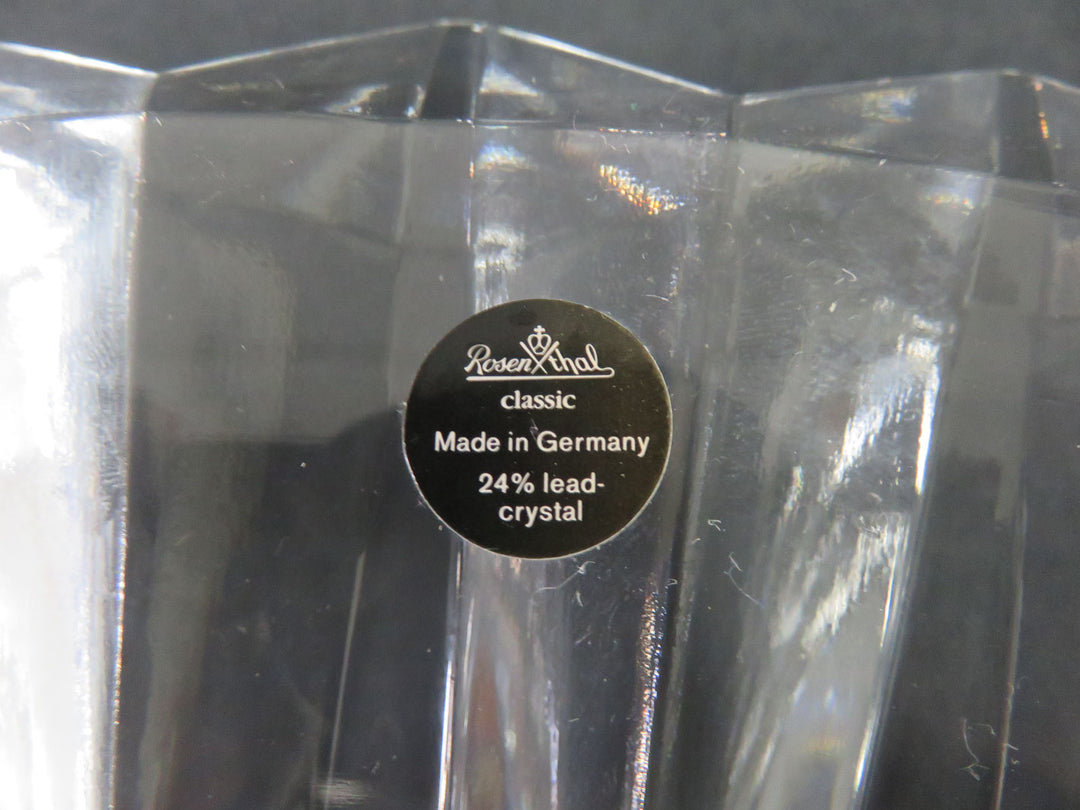 Rosenthal
classic
Made in Germany
24% lead-
crystal